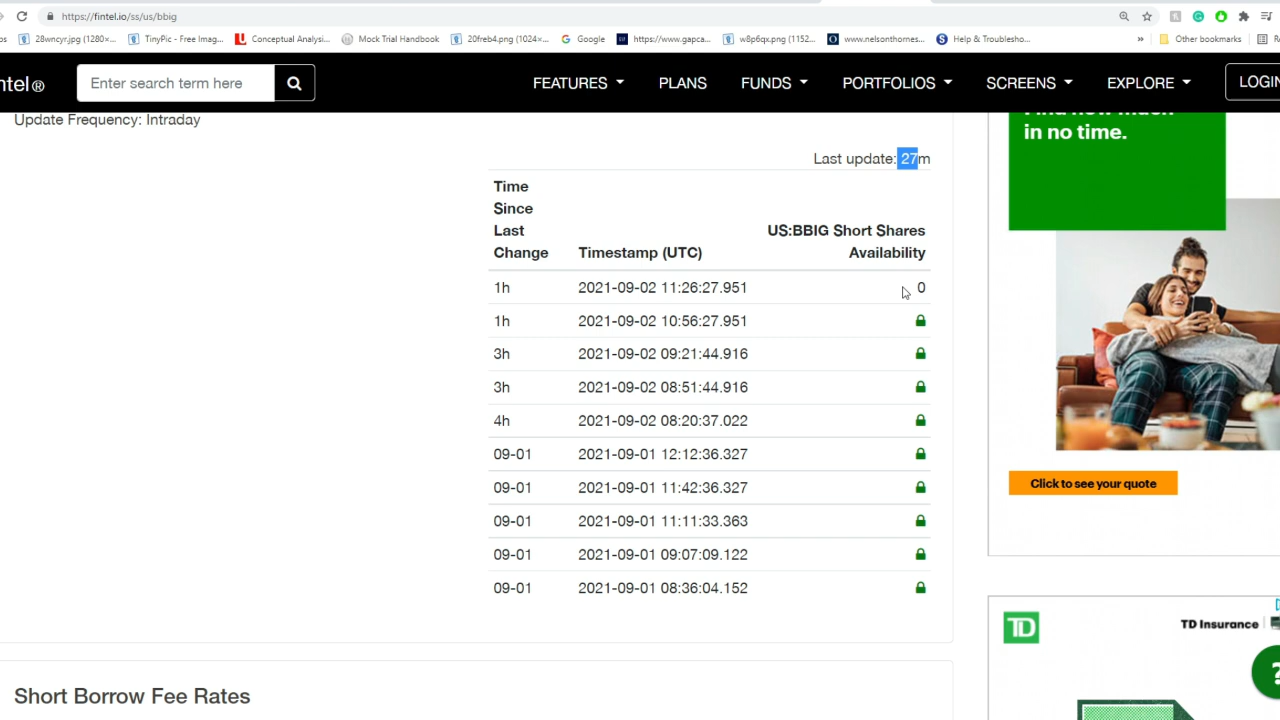 https://fintel.io/ss/us/bbig
28wncyr.jpg (1280×... TinyPic - Free Imag... Conceptual Analysi... Mock Trial Handbook 20freb4.png (1024×... Google https://www.gapca... w8p6qx.png (1152... www.nelsonthornes... Help & Troublesho... » Other bookmarks
ntel® Enter search term here FEATURES PLANS FUNDS PORTFOLIOS SCREENS EXPLORE LOGIN
Update Frequency: Intraday
in no time.
Last update: 27m
Time
Since
Last
Change
Timestamp (UTC)
US:BBIG Short Shares
Availability
1h 2021-09-02 11:26:27.951 0
1h 2021-09-02 10:56:27.951
3h 2021-09-02 09:21:44.916
3h 2021-09-02 08:51:44.916
4h 2021-09-02 08:20:37.022
09-01 2021-09-01 12:12:36.327
09-01 2021-09-01 11:42:36.327
09-01 2021-09-01 11:11:33.363
09-01 2021-09-01 09:07:09.122
09-01 2021-09-01 08:36:04.152
Click to see your quote
TD TD Insurance
?
Short Borrow Fee Rates